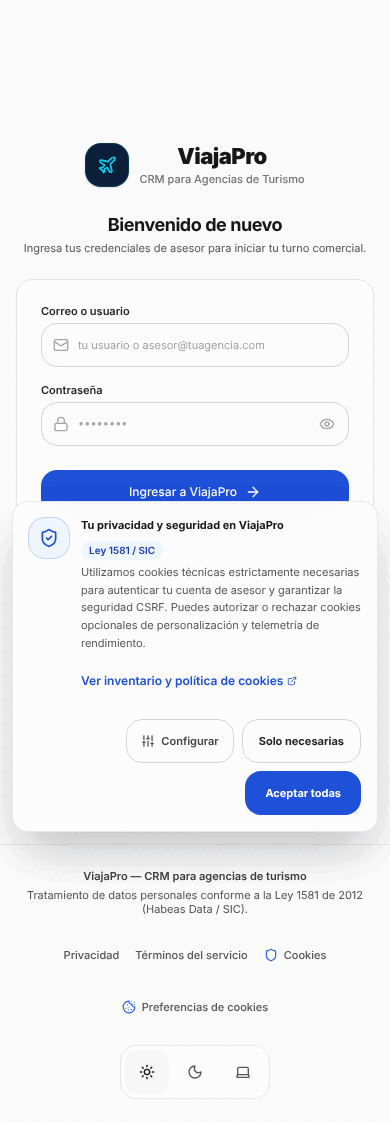 ViajaPro
CRM para Agencias de Turismo
Bienvenido de nuevo
Ingresa tus credenciales de asesor para iniciar tu turno comercial.
Correo o usuario
tu usuario o asesor@tuagencia.com
Contraseña
••••••••
Ingresar a ViajaPro
Tu privacidad y seguridad en ViajaPro
Ley 1581 / SIC
Utilizamos cookies técnicas estrictamente necesarias
para autenticar tu cuenta de asesor y garantizar la
seguridad CSRF. Puedes autorizar o rechazar cookies
opcionales de personalización y telemetría de
rendimiento.
Ver inventario y política de cookies
Configurar
Solo necesarias
Aceptar todas
ViajaPro — CRM para agencias de turismo
Tratamiento de datos personales conforme a la Ley 1581 de 2012
(Habeas Data / SIC).
Privacidad
Términos del servicio
Cookies
Preferencias de cookies